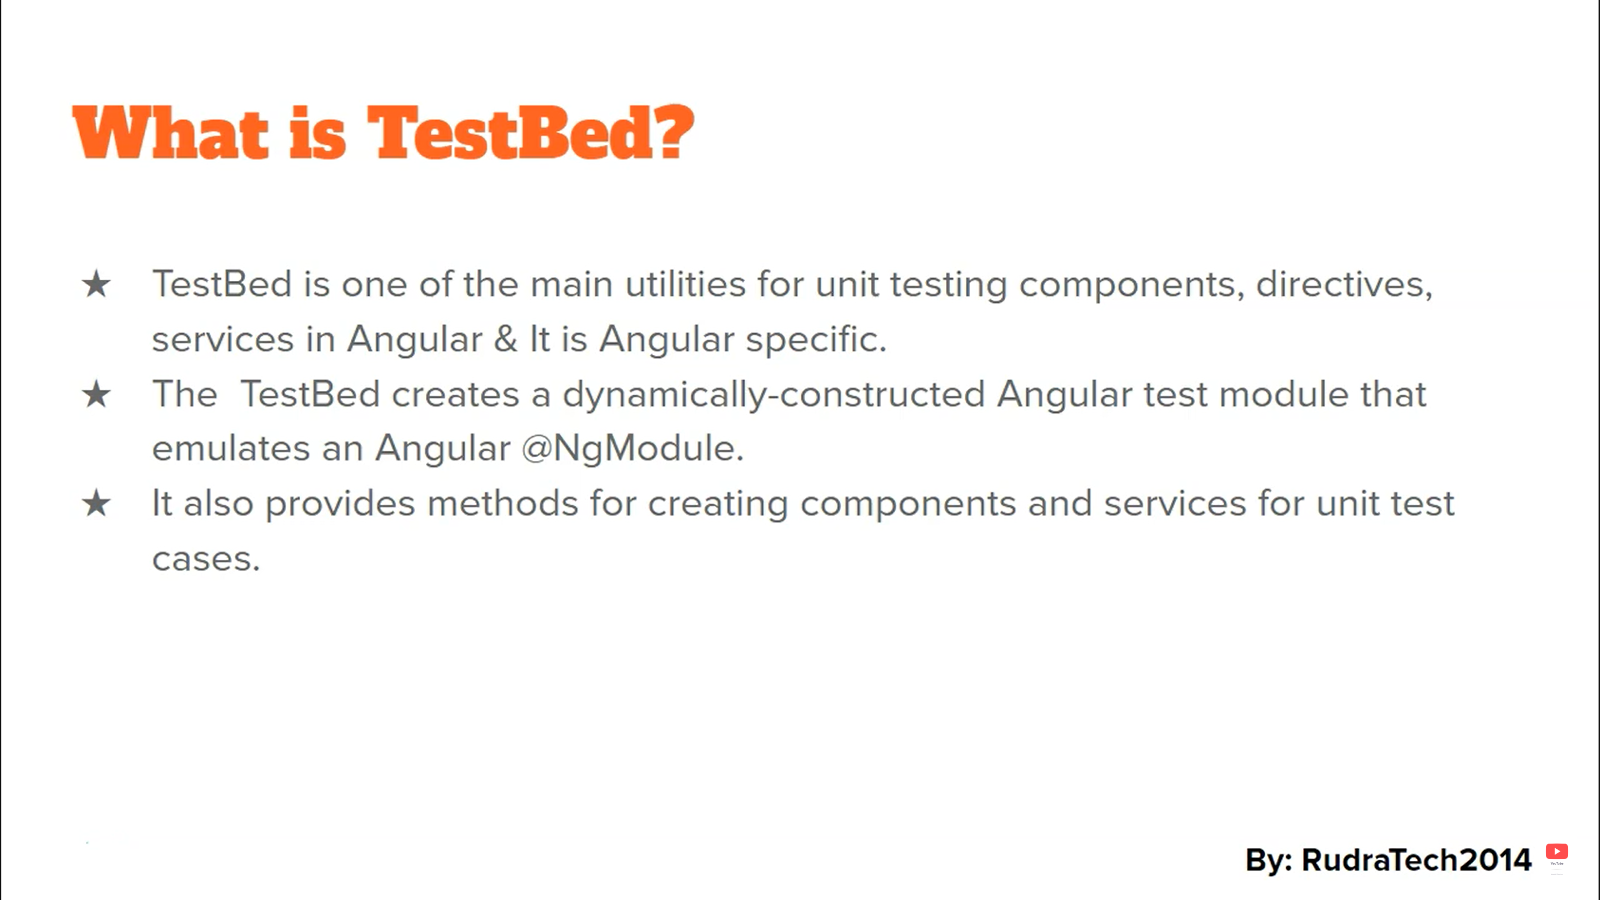 What is TestBed?
★ TestBed is one of the main utilities for unit testing components, directives,
services in Angular & It is Angular specific.
★ The  TestBed creates a dynamically-constructed Angular test module that
emulates an Angular @NgModule.
★ It also provides methods for creating components and services for unit test
cases.
By: RudraTech2014